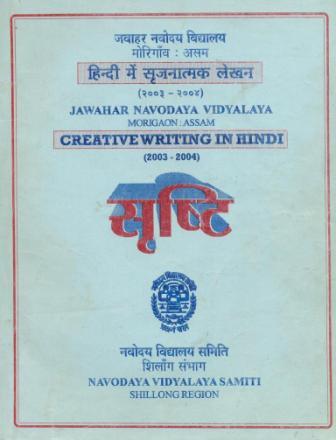 जवाहर नवोदय विद्यालय
मोरिगाँव : असम
हिन्दी में सृजनात्मक लेखन
(२००३ - २००४)
JAWAHAR NAVODAYA VIDYALAYA
MORIGAON : ASSAM
CREATIVE WRITING IN HINDI
(2003 - 2004)
सृष्टि
नवोदय विद्यालय समिति
शिलाँग संभाग
NAVODAYA VIDYALAYA SAMITI
SHILLONG REGION